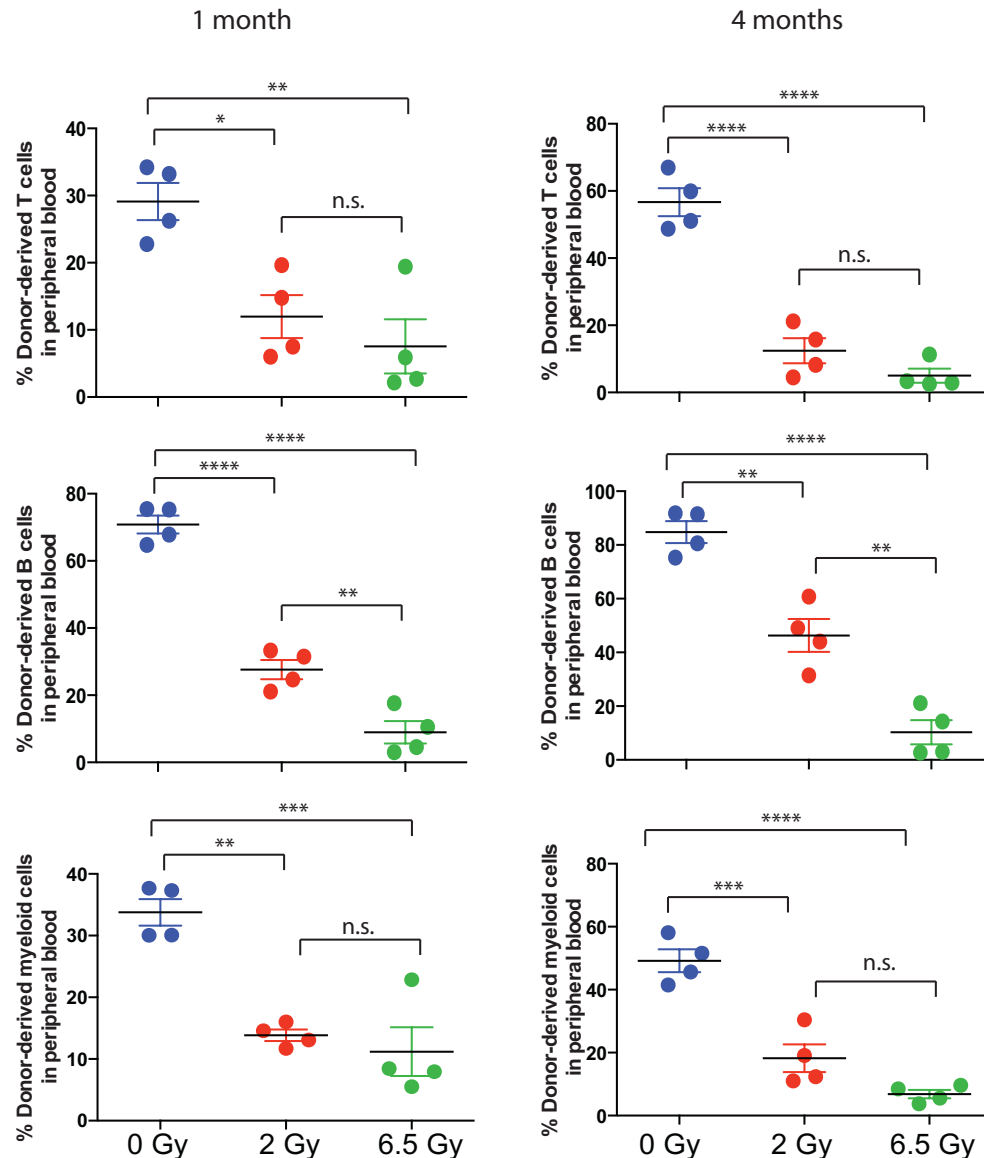 1 month
4 months
**
*
n.s.
% Donor-derived T cells
in peripheral blood
40
30
20
10
0
****
****
n.s.
% Donor-derived T cells
in peripheral blood
80
60
40
20
0
****
****
**
% Donor-derived B cells
in peripheral blood
80
60
40
20
0
****
**
**
% Donor-derived B cells
in peripheral blood
100
80
60
40
20
0
***
**
n.s.
% Donor-derived myeloid cells
in peripheral blood
40
30
20
10
0
0 Gy 2 Gy 6.5 Gy
****
***
n.s.
% Donor-derived myeloid cells
in peripheral blood
80
60
40
20
0
0 Gy 2 Gy 6.5 Gy